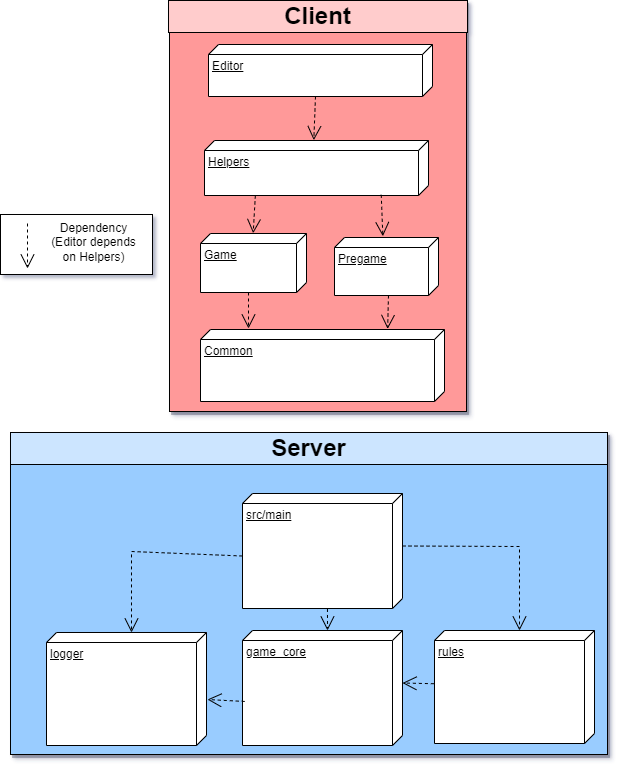 Client
Editor
Helpers
Game
Pregame
Common
Dependency
(Editor depends
on Helpers)
Server
src/main
logger
game_core
rules